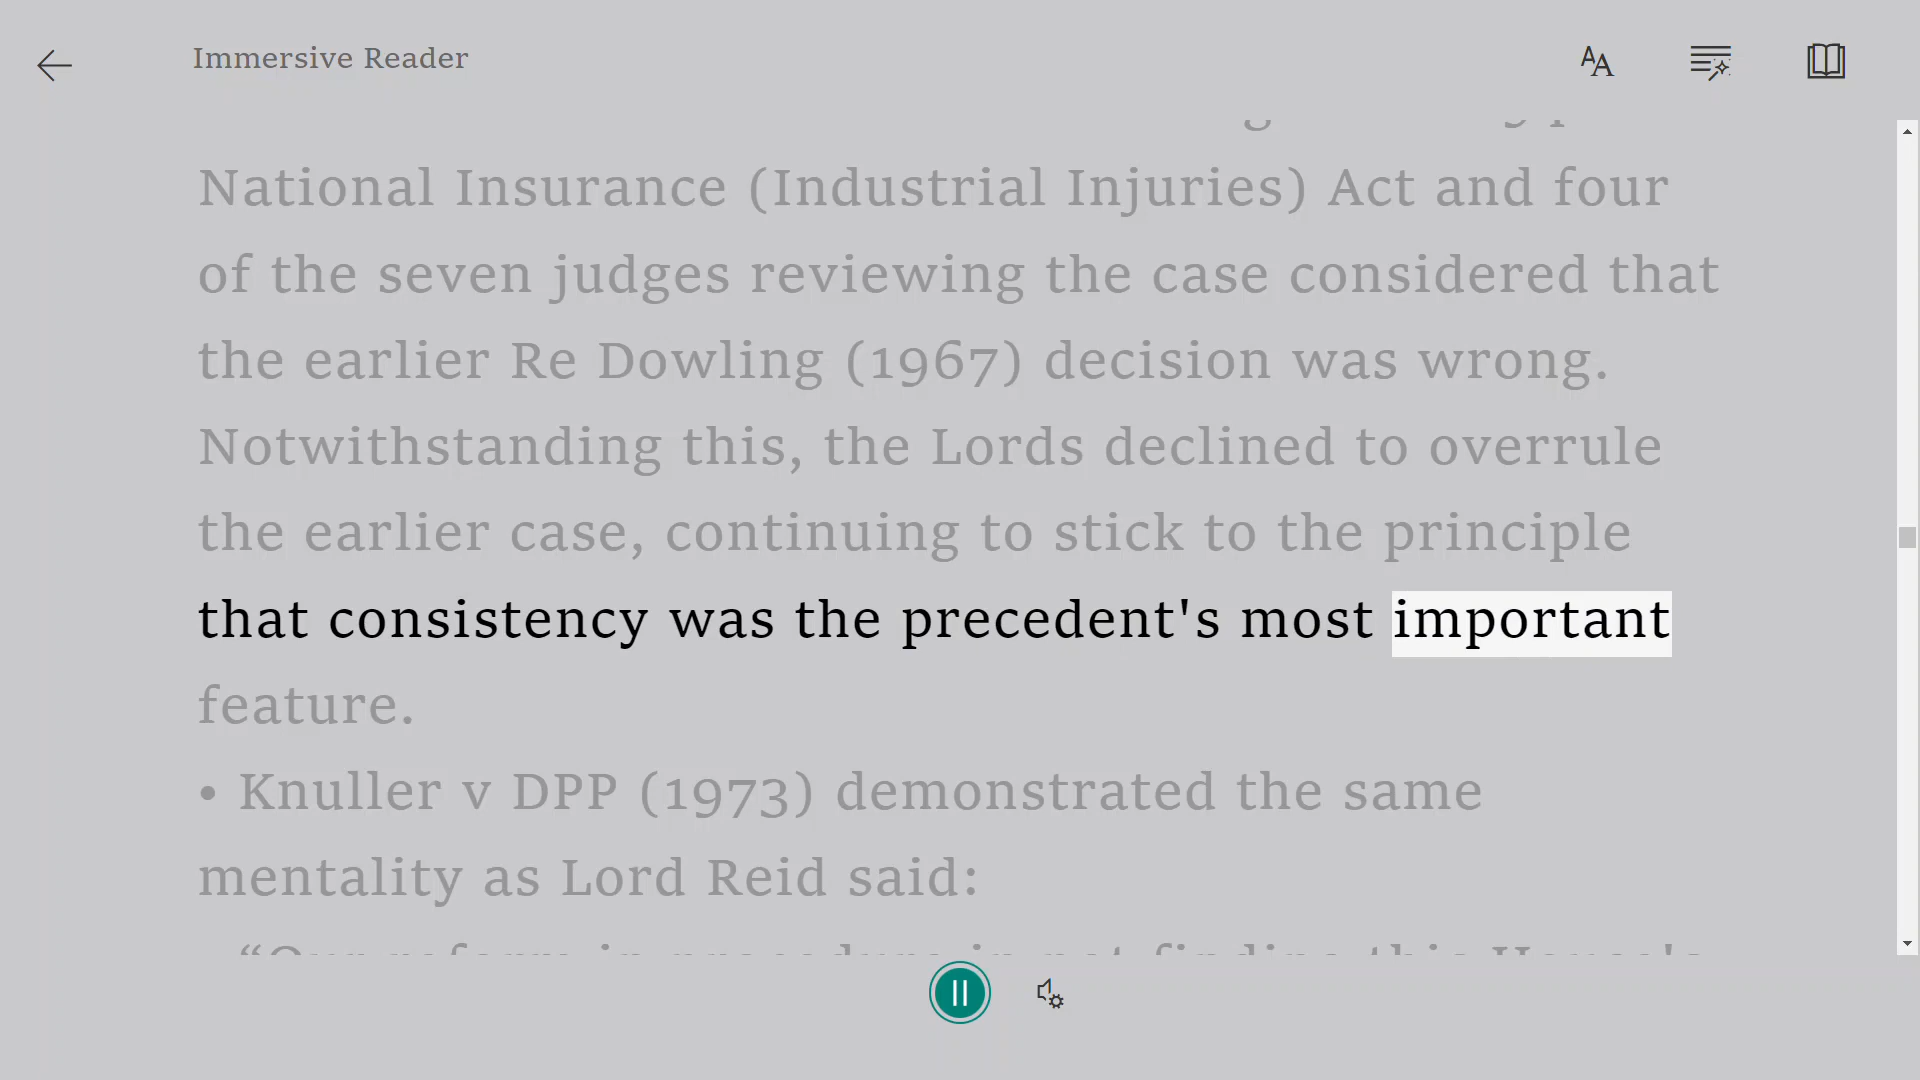 Immersive Reader
National Insurance (Industrial Injuries) Act and four
of the seven judges reviewing the case considered that
the earlier Re Dowling (1967) decision was wrong.
Notwithstanding this, the Lords declined to overrule
the earlier case, continuing to stick to the principle
that consistency was the precedent's most important
feature.
• Knuller v DPP (1973) demonstrated the same
mentality as Lord Reid said: